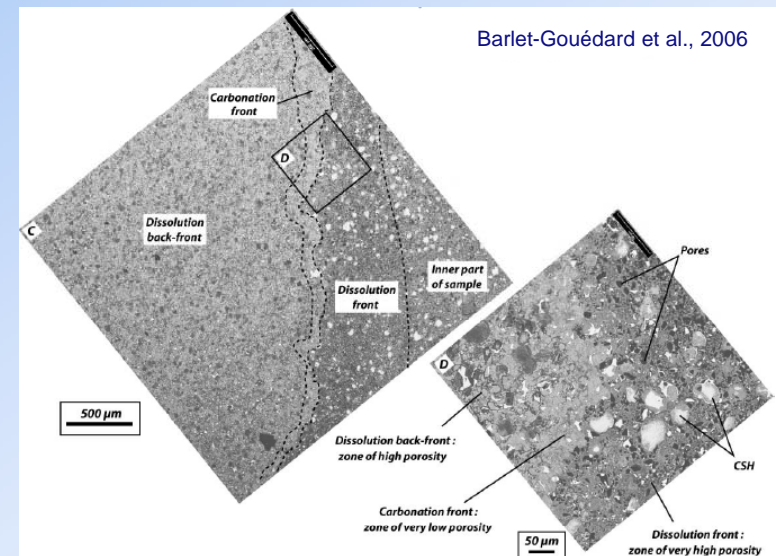 Barlet-Gouédard et al., 2006
Carbonation
front
D
C
Dissolution
back-front
Inner part
of sample
Dissolution
front
500 µm
Pores
D
Dissolution back-front :
zone of high porosity
CSH
Carbonation front :
zone of very low porosity
Dissolution front :
zone of very high porosity
50 µm